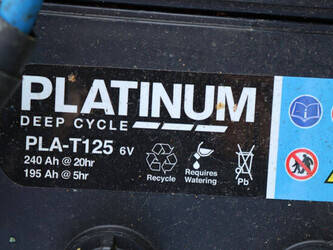 PLATINUM
DEEP CYCLE
PLA-T125 6V
240 Ah @ 20hr
195 Ah @ 5hr
Recycle
Requires
Watering
Pb